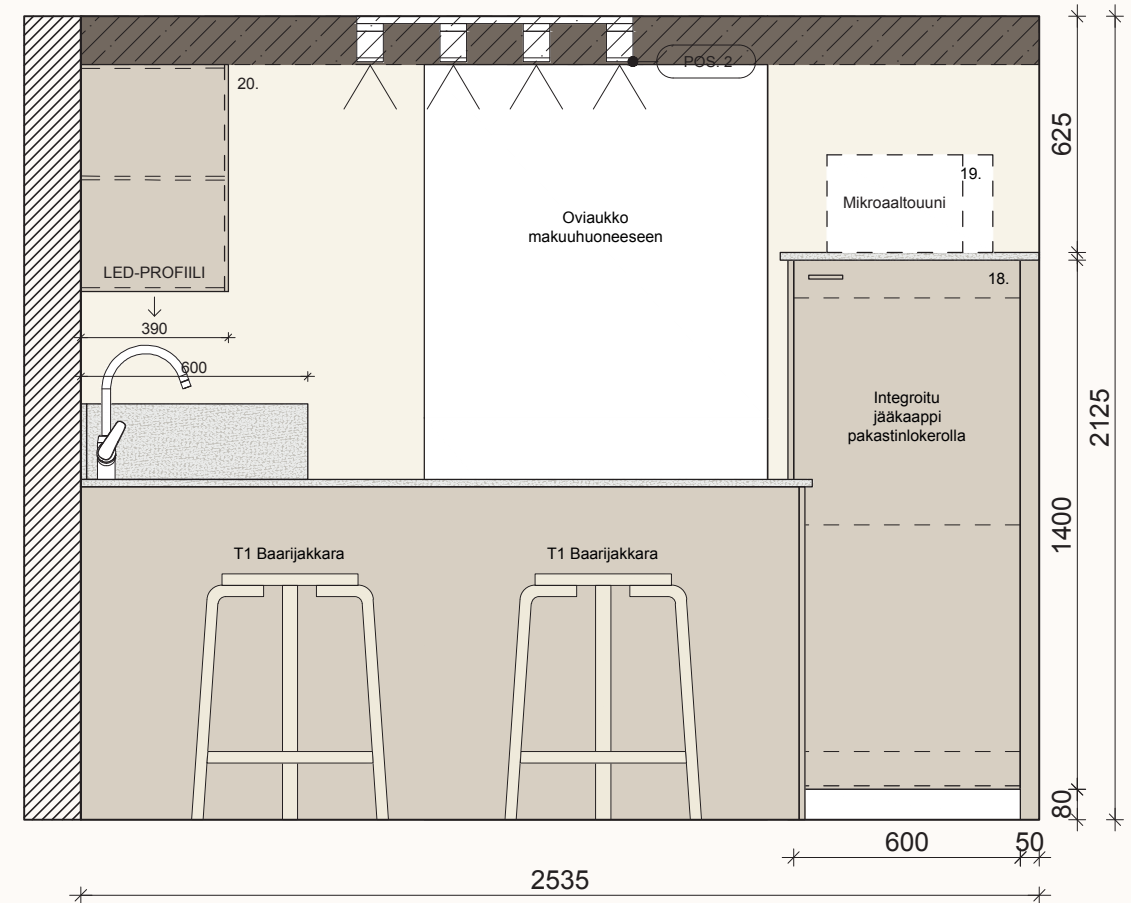 POS. 2
20.
625
19.
Mikroaaltouuni
Oviaukko
makuuhuoneeseen
LED-PROFIILI
18.
390
600
Integroitu
jääkaappi
pakastinlokerolla
2125
1400
T1 Baarijakkara
T1 Baarijakkara
80
600
50
2535